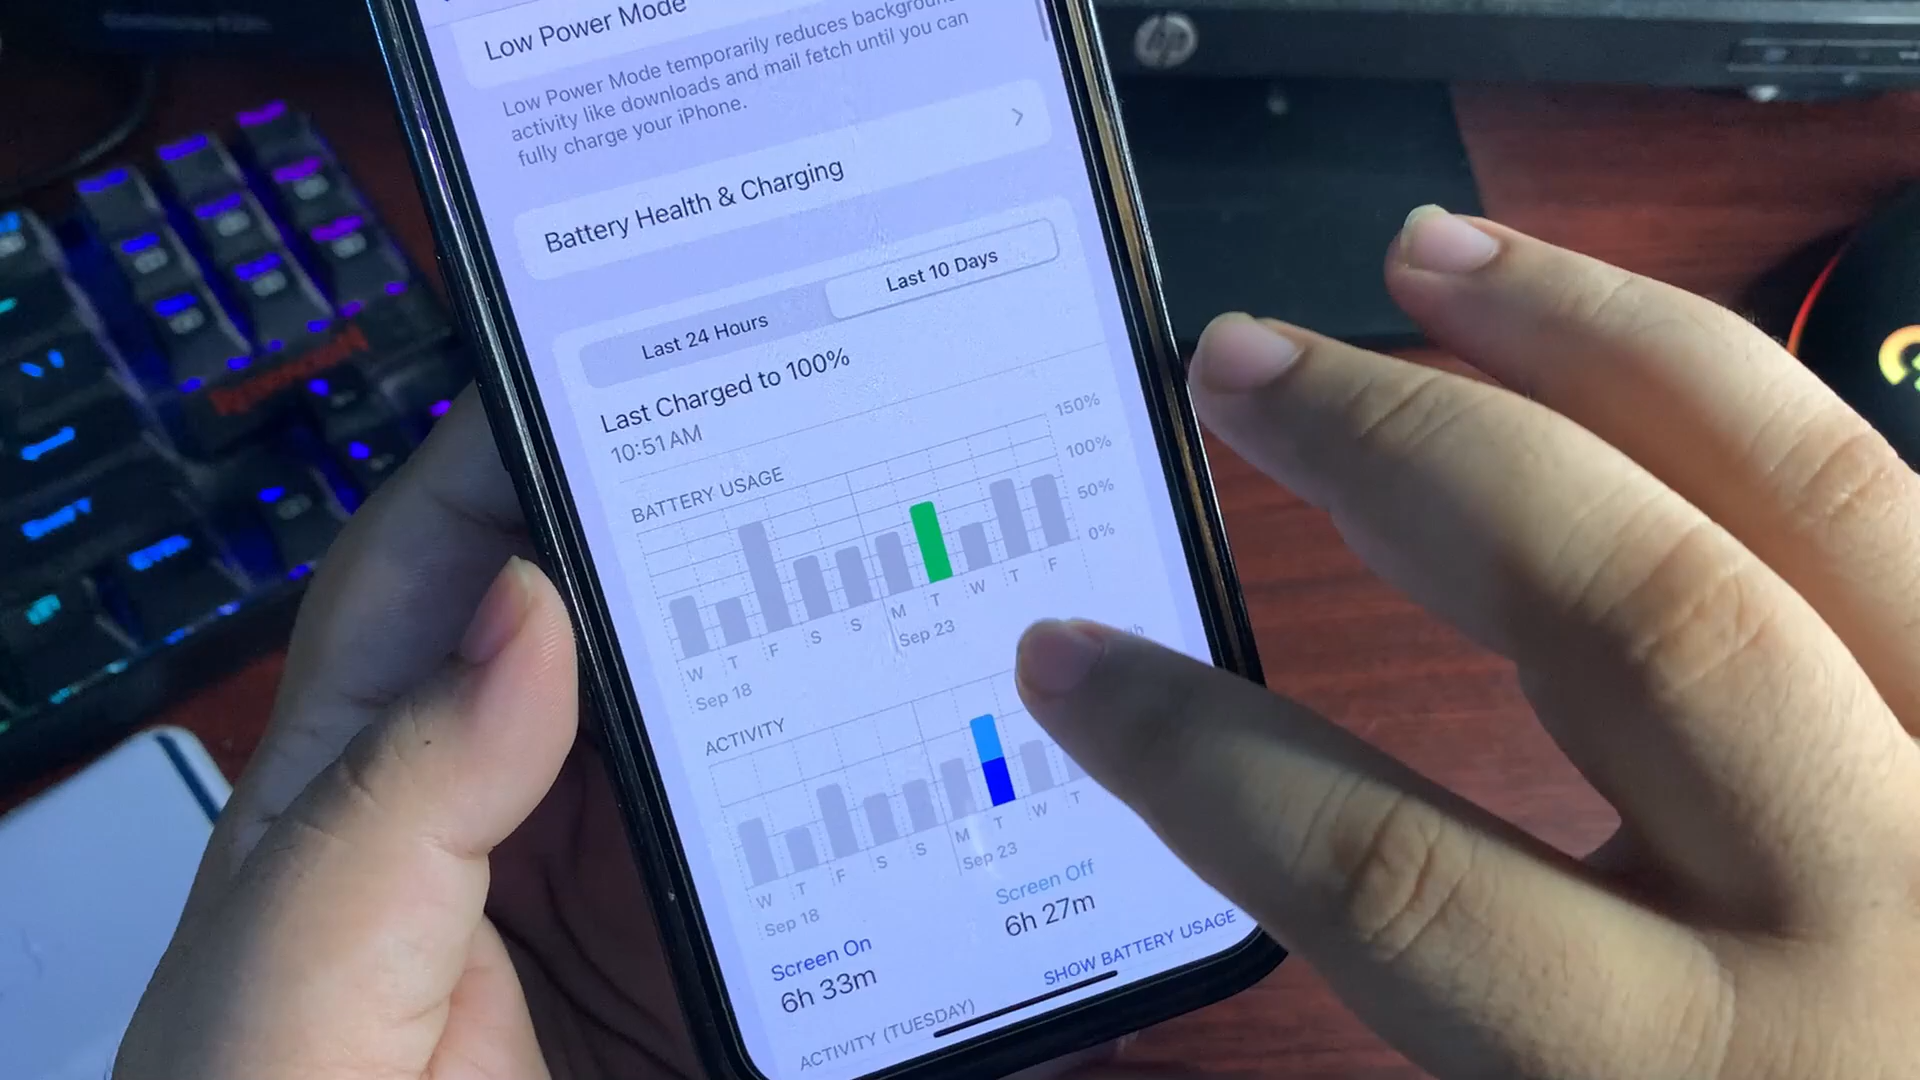 Low Power Mode
Low Power Mode temporarily reduces background
activity like downloads and mail fetch until you can
fully charge your iPhone.
Battery Health & Charging
Last 24 Hours
Last 10 Days
Last Charged to 100%
10:51 AM
BATTERY USAGE
150%
100%
50%
0%
W T F S S M T W T F
Sep 18
Sep 23
ACTIVITY
W T F S S M T W T
Sep 18
Sep 23
Screen On
6h 33m
Screen Off
6h 27m
SHOW BATTERY USAGE
ACTIVITY (TUESDAY)
hp